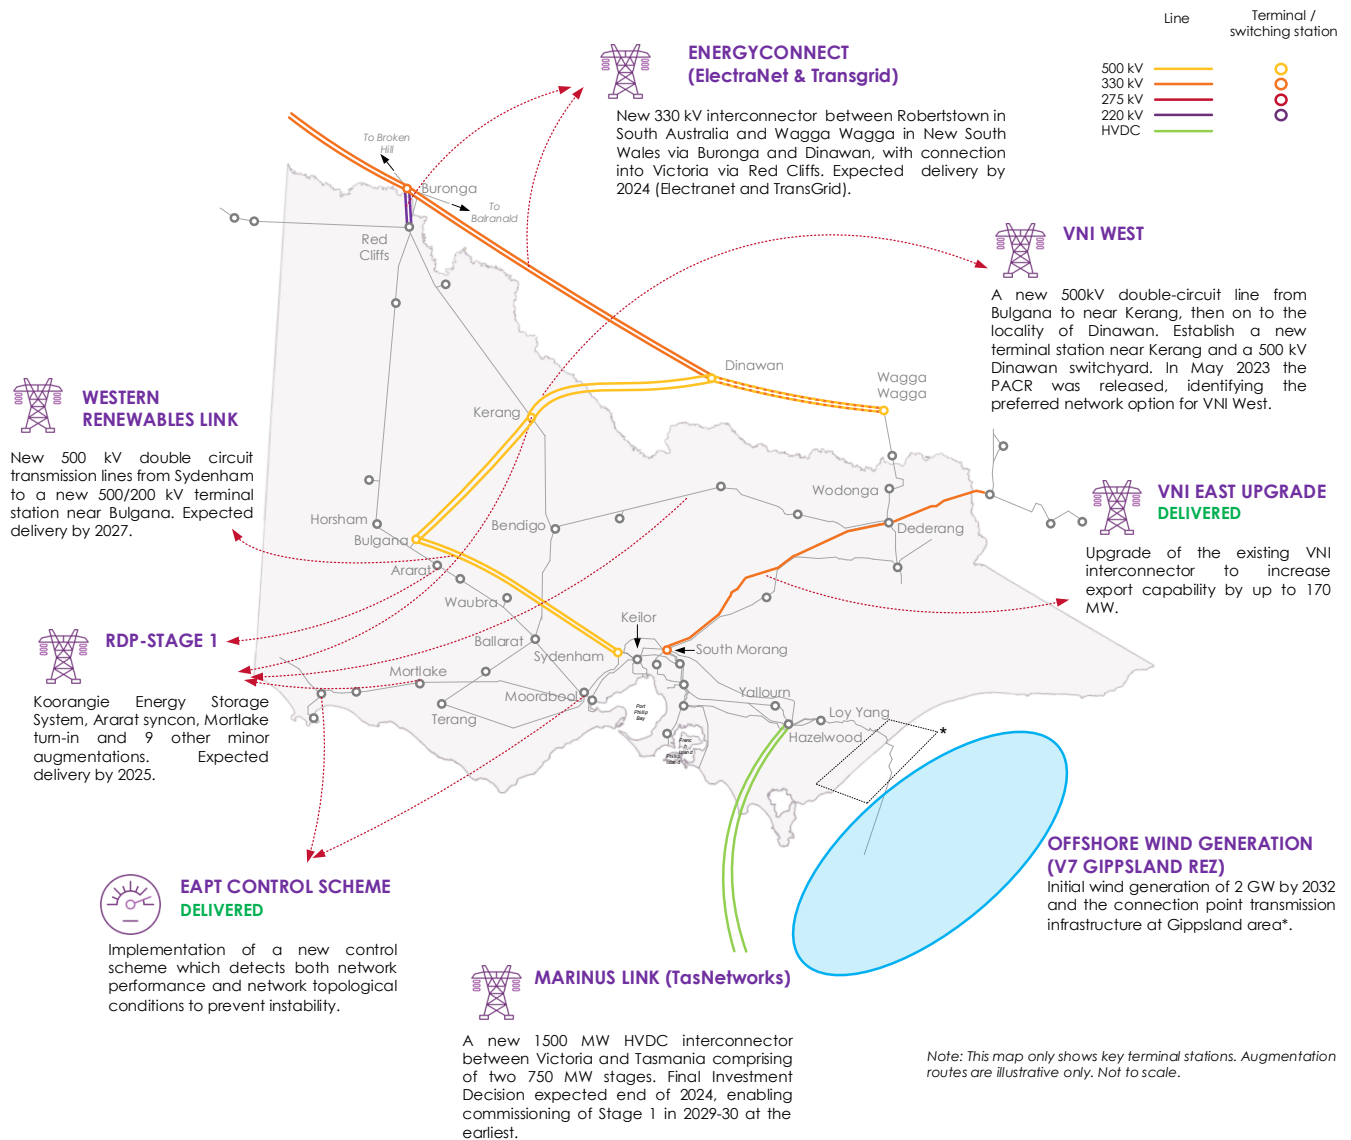 Line
Terminal /
switching station
500 kV
330 kV
275 kV
220 kV
HVDC
ENERGYCONNECT
(ElectraNet & Transgrid)
New 330 kV interconnector between Robertstown in
South Australia and Wagga Wagga in New South
Wales via Buronga and Dinawan, with connection
into Victoria via Red Cliffs. Expected delivery by
2024 (Electranet and TransGrid).
To Broken
Hill
Buronga
To
Balranald
Red
Cliffs
VNI WEST
A new 500kV double-circuit line from
Bulgana to near Kerang, then on to the
locality of Dinawan. Establish a new
terminal station near Kerang and a 500 kV
Dinawan switchyard. In May 2023 the
PACR was released, identifying the
preferred network option for VNI West.
Dinawan
Wagga
Wagga
WESTERN
RENEWABLES LINK
New 500 kV double circuit
transmission lines from Sydenham
to a new 500/200 kV terminal
station near Bulgana. Expected
delivery by 2027.
Kerang
Wodonga
Horsham
Bulgana
Bendigo
Dederang
VNI EAST UPGRADE
DELIVERED
Upgrade of the existing VNI
interconnector to increase
export capability by up to 170
MW.
Ararat
Waubra
Keilor
Ballarat
Sydenham
South Morang
RDP-STAGE 1
Koorangie Energy Storage
System, Ararat syncon, Mortlake
turn-in and 9 other minor
augmentations. Expected
delivery by 2025.
Mortlake
Moorabool
Terang
Port
Phillip
Bay
Franc
n
Island
Phillip
Island
Yallourn
Loy Yang
Hazelwood
*
EAPT CONTROL SCHEME
DELIVERED
Implementation of a new control
scheme which detects both network
performance and network topological
conditions to prevent instability.
OFFSHORE WIND GENERATION
(V7 GIPPSLAND REZ)
Initial wind generation of 2 GW by 2032
and the connection point transmission
infrastructure at Gippsland area*.
MARINUS LINK (TasNetworks)
A new 1500 MW HVDC interconnector
between Victoria and Tasmania comprising
of two 750 MW stages. Final Investment
Decision expected end of 2024, enabling
commissioning of Stage 1 in 2029-30 at the
earliest.
Note: This map only shows key terminal stations. Augmentation
routes are illustrative only. Not to scale.